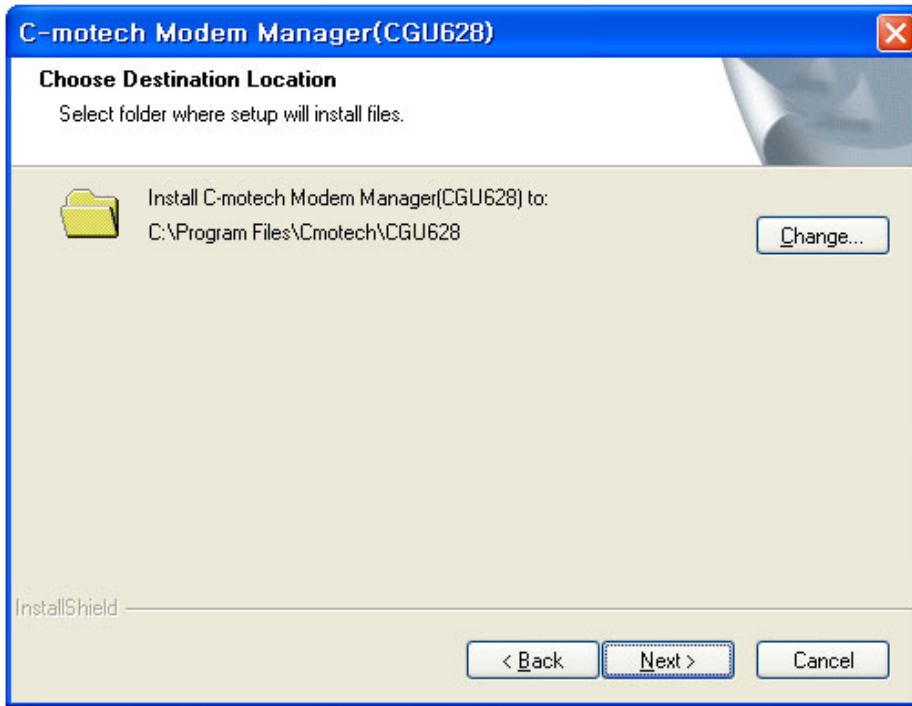 C-motech Modem Manager(CGU628)
Choose Destination Location
Select folder where setup will install files.
Install C-motech Modem Manager(CGU628) to:
C:\Program Files\Cmotech\CGU628
Change...
InstallShield
< Back
Next >
Cancel